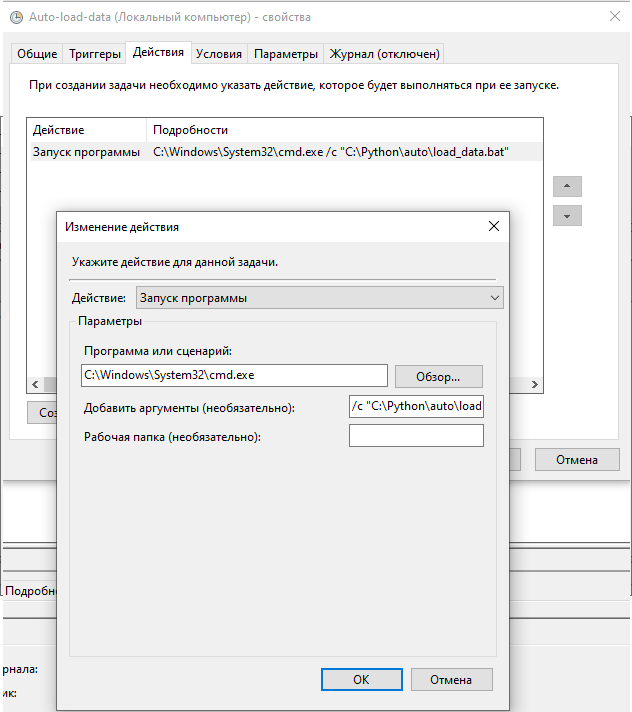 Auto-load-data (Локальный компьютер) - свойства
Общие Триггеры Действия Условия Параметры Журнал (отключен)
При создании задачи необходимо указать действие, которое будет выполняться при ее запуске.
Действие Подробности
Запуск программы C:\Windows\System32\cmd.exe /c "C:\Python\auto\load_data.bat"
Изменение действия
Укажите действие для данной задачи.
Действие: Запуск программы
Параметры
Программа или сценарий:
C:\Windows\System32\cmd.exe Обзор...
Добавить аргументы (необязательно): /c "C:\Python\auto\load
Соз
Рабочая папка (необязательно):
Отмена
Подробн
рнала:
OK Отмена
ик: